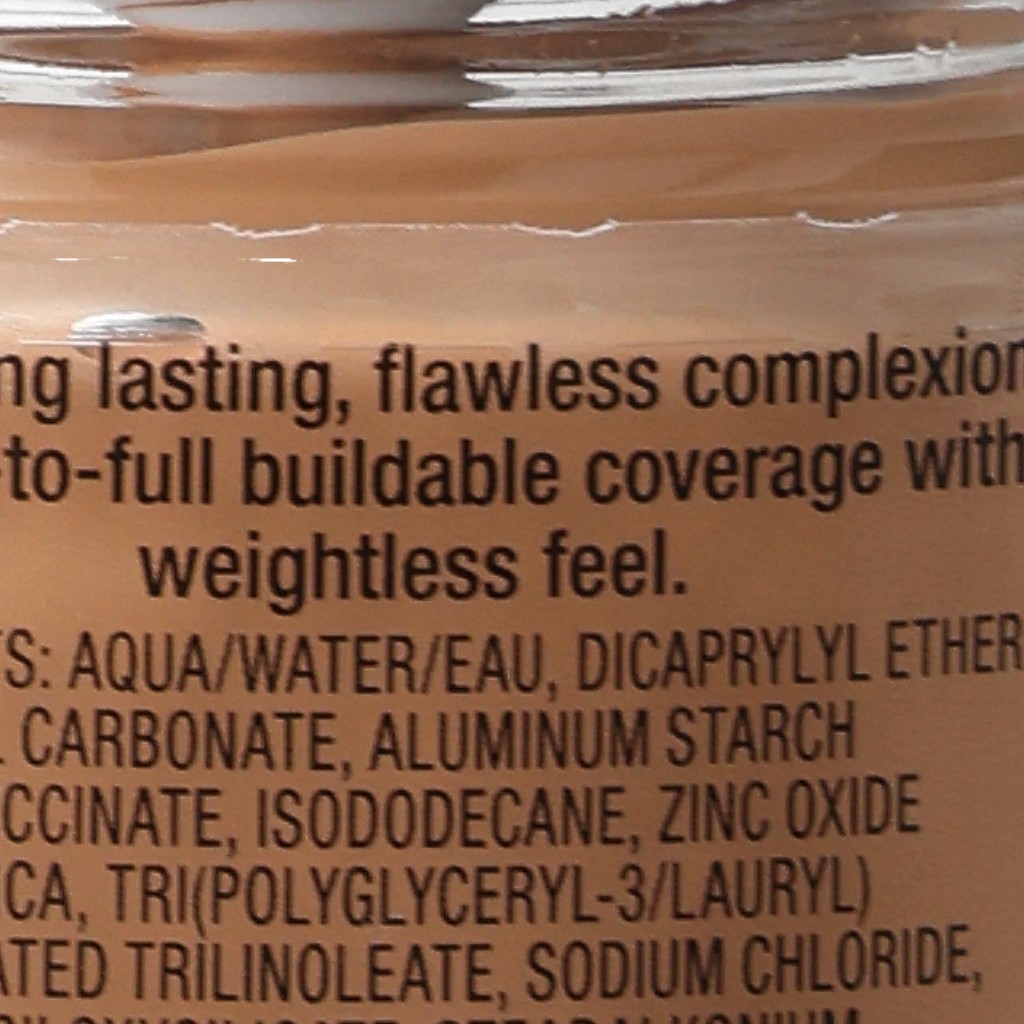 ng lasting, flawless complexion
-to-full buildable coverage with
weightless feel.
S: AQUA/WATER/EAU, DICAPRYLYL ETHER
CARBONATE, ALUMINUM STARCH
CCINATE, ISODODECANE, ZINC OXIDE
CA, TRI(POLYGLYCERYL-3/LAURYL)
ATED TRILINOLEATE, SODIUM CHLORIDE,